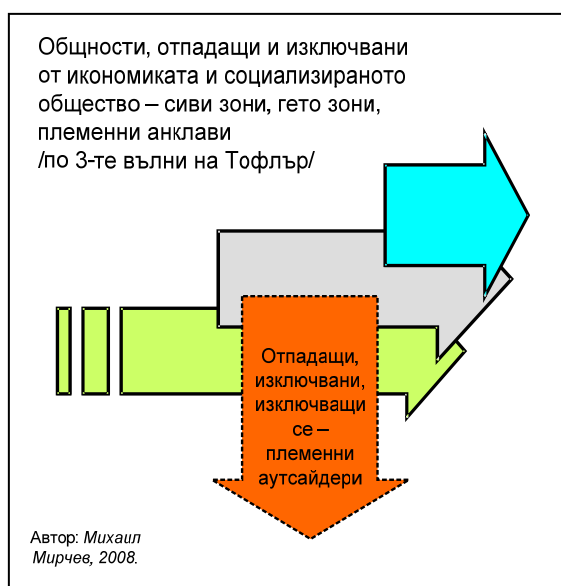 Общности, отпадащи и изключвани
от икономиката и социализираното
общество – сиви зони, гето зони,
племенни анклави
/по 3-те вълни на Тофлър/
Отпадащи,
изключвани,
изключващи
се –
племенни
аутсайдери
Автор: Михаил
Мирчев, 2008.